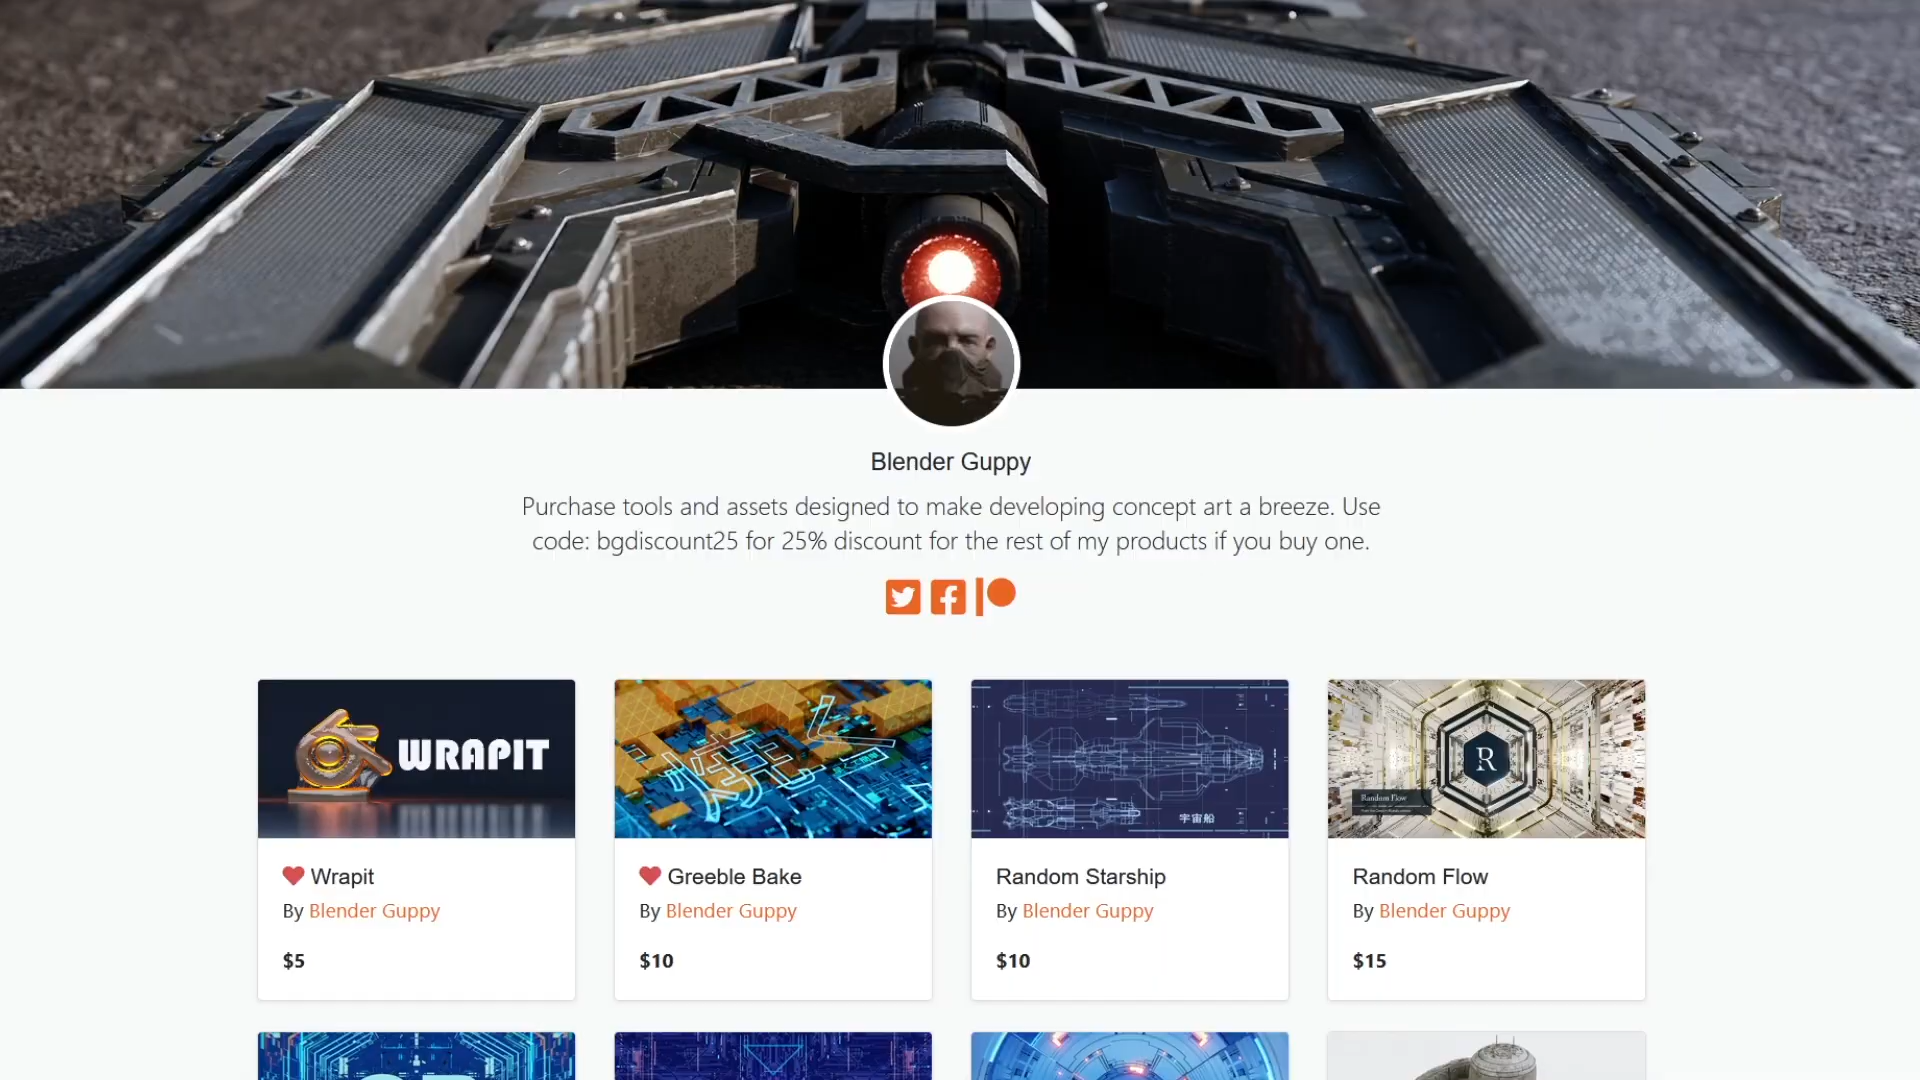 Blender Guppy
Purchase tools and assets designed to make developing concept art a breeze. Use
code: bgdiscount25 for 25% discount for the rest of my products if you buy one.
WRAPIT
宇宙船
R
Random Flow
Wrapit
By Blender Guppy
$5
Greeble Bake
By Blender Guppy
$10
Random Starship
By Blender Guppy
$10
Random Flow
By Blender Guppy
$15